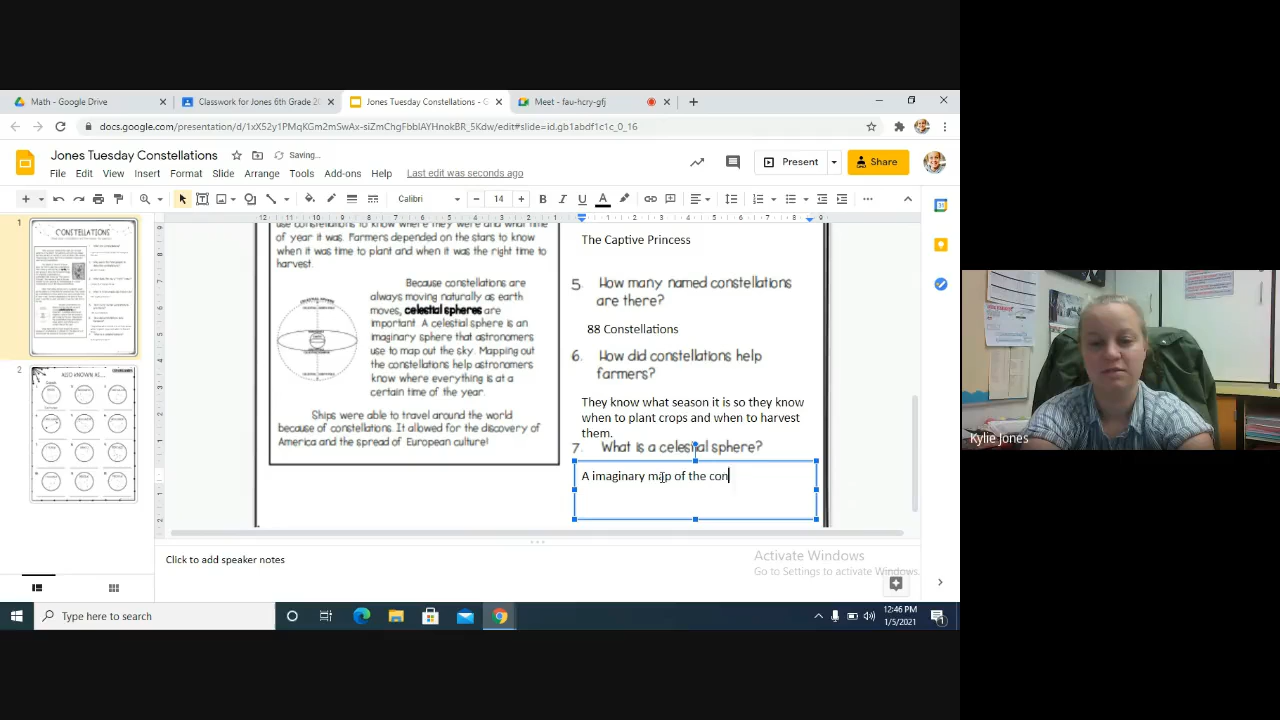 Math - Google Drive
Classwork for Jones 6th Grade 20
Jones Tuesday Constellations - G
Meet - fau-hcry-gfj
docs.google.com/presentation/d/1xX52y1PMqKGm2mSwAx-siZmChgFbbIAYHnokBR_5Kdw/edit#slide=id.gb1abdf1c1c_0_16
Jones Tuesday Constellations
Saving...
File Edit View Insert Format Slide Arrange Tools Add-ons Help Last edit was seconds ago
Present
Share
Calibri
14
1
CONSTELLATIONS
2
ALSO KNOWN AS...
use constellations to know where they were and what time
of year it was. Farmers depended on the stars to know
when it was time to plant and when it was the right time to
harvest.
Because constellations are
always moving naturally as earth
moves, celestial spheres are
important. A celestial sphere is an
imaginary sphere that astronomers
use to map out the sky. Mapping out
the constellations help astronomers
know where everything is at a
certain time of the year.
Ships were able to travel around the world
because of constellations. It allowed for the discovery of
America and the spread of European culture!
The Captive Princess
5. How many named constellations
are there?
88 Constellations
6. How did constellations help
farmers?
They know what season it is so they know
when to plant crops and when to harvest
them.
7. What is a celestial sphere?
A imaginary map of the con
Click to add speaker notes
Activate Windows
Go to Settings to activate Windows.
Type here to search
12:46 PM
1/5/2021
Kylie Jones